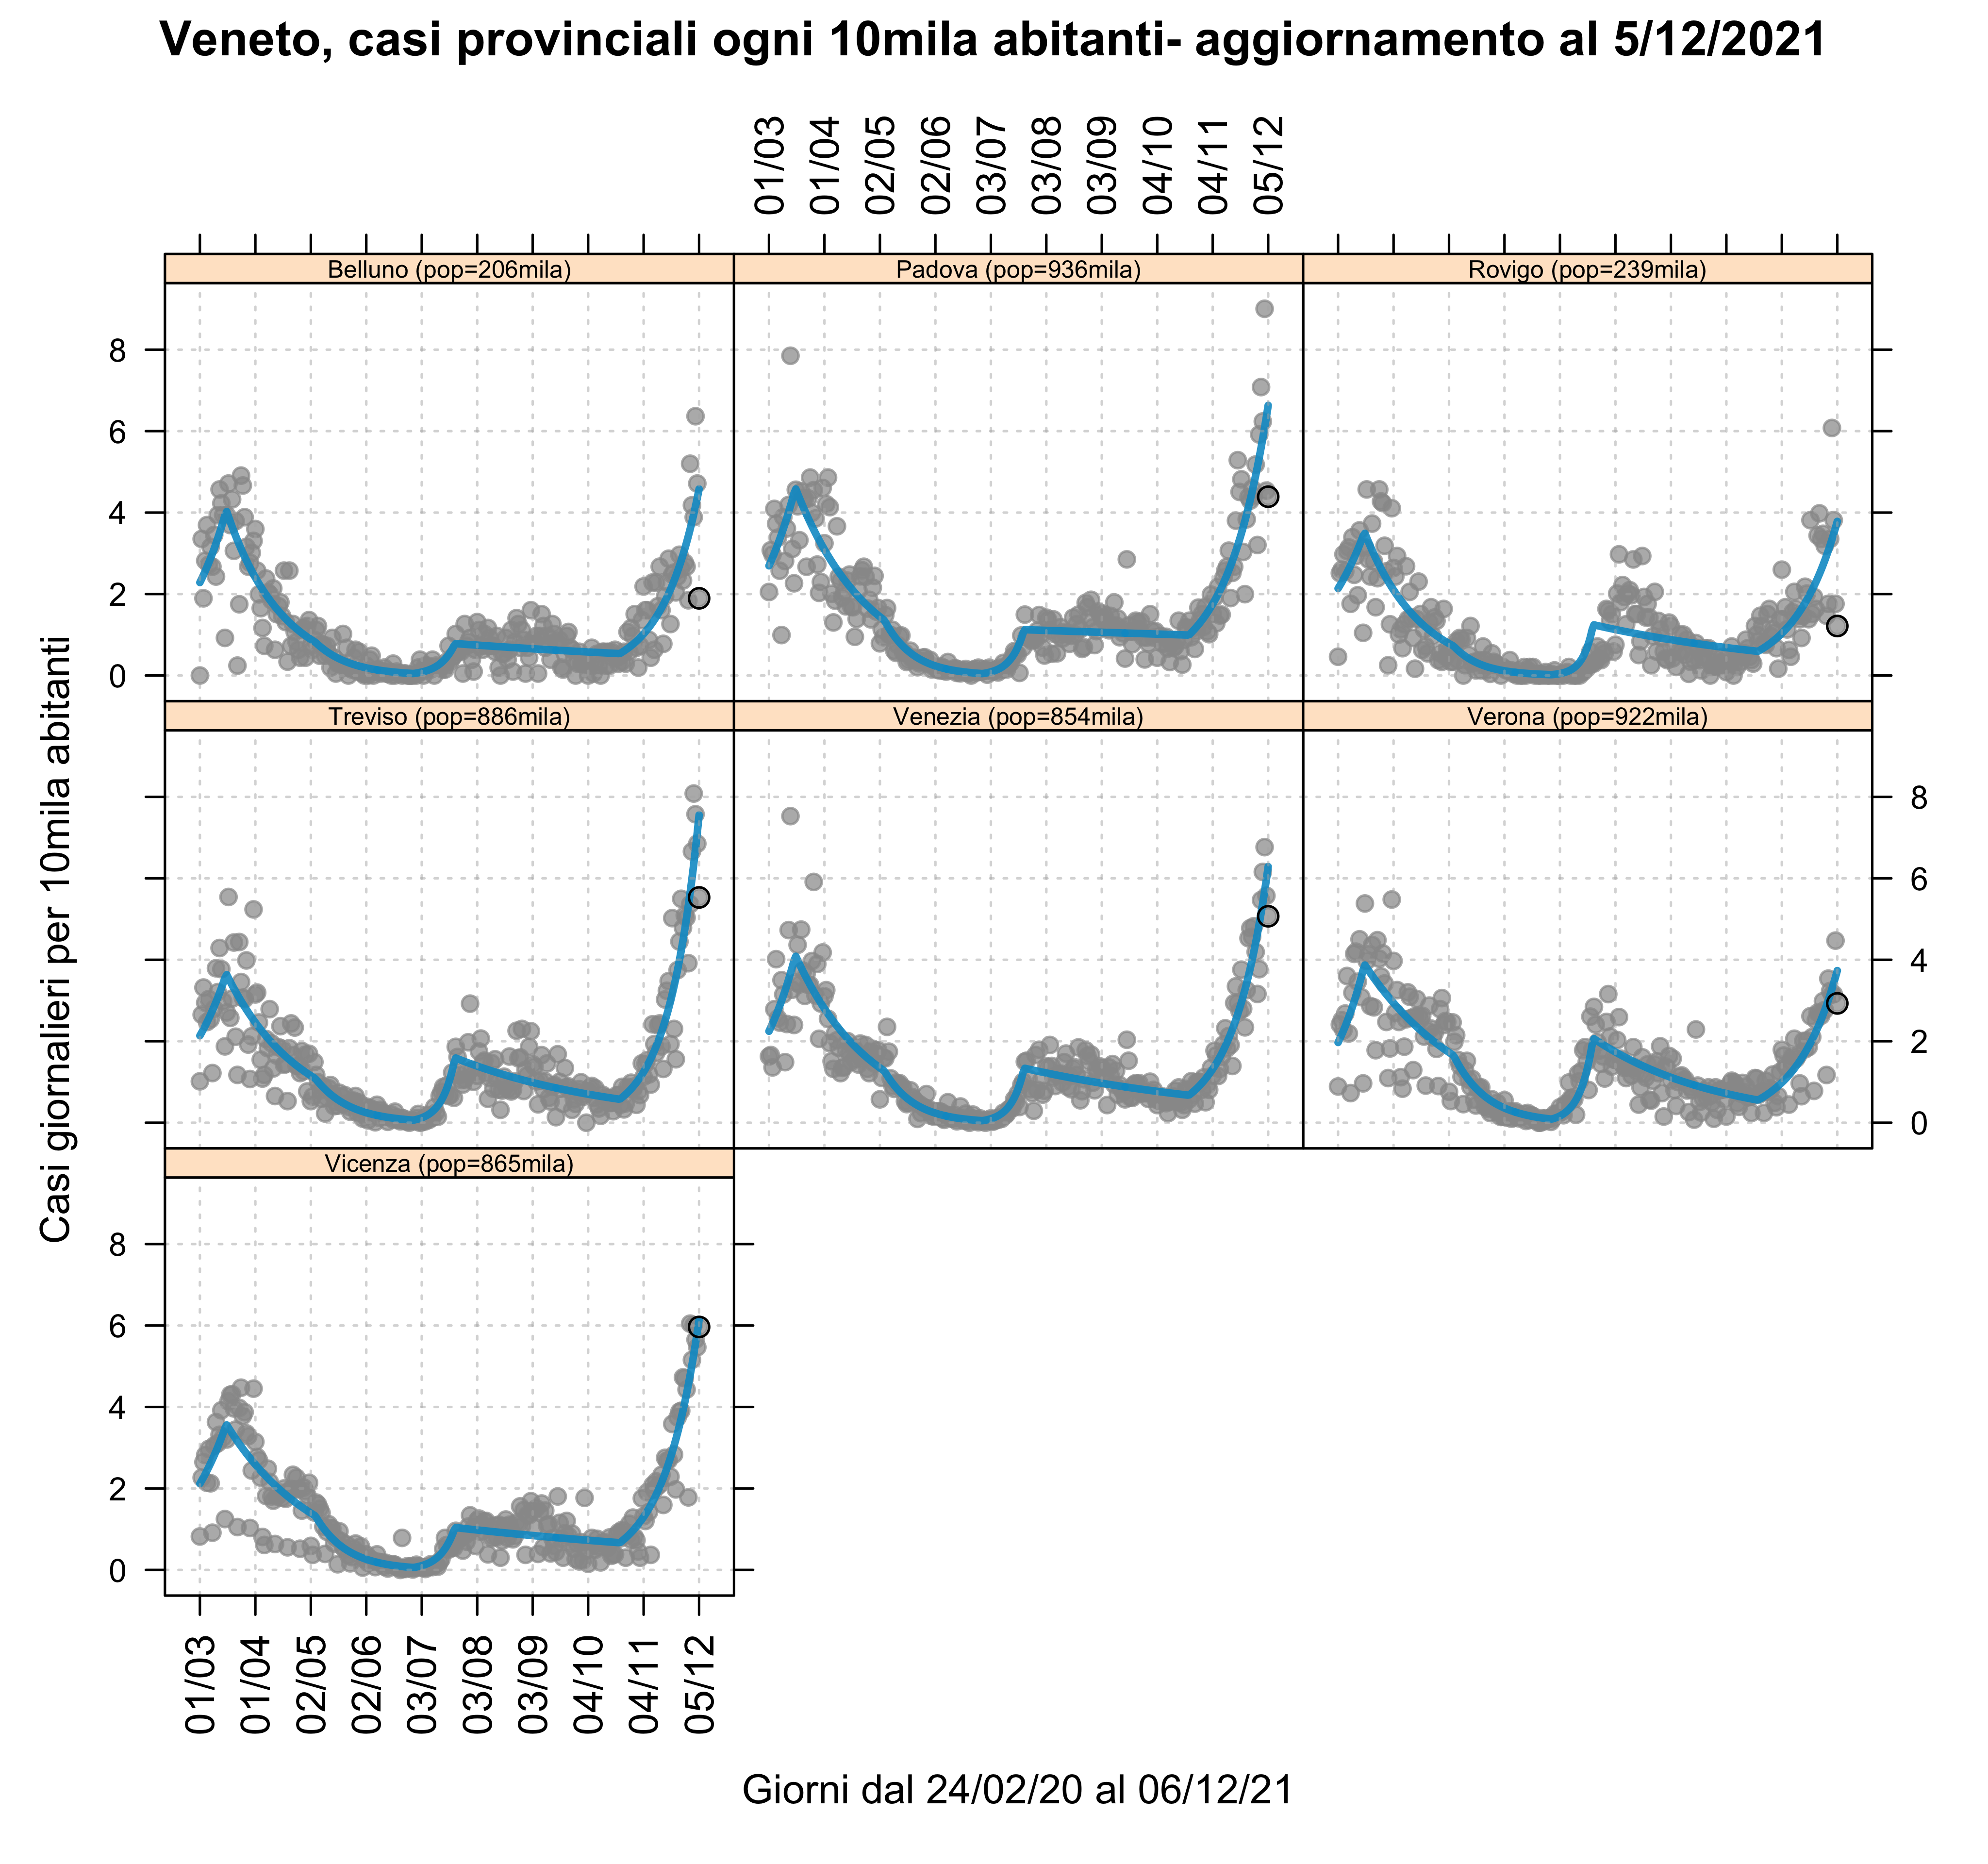 Veneto, casi provinciali ogni 10mila abitanti- aggiornamento al 5/12/2021
01/03 01/04 02/05 02/06 03/07 03/08 03/09 04/10 04/11 05/12
Belluno (pop=206mila) Padova (pop=936mila) Rovigo (pop=239mila)
8
6
4
2
0
Treviso (pop=886mila) Venezia (pop=854mila) Verona (pop=922mila)
8
6
4
2
0
Vicenza (pop=865mila)
8
6
4
2
0
01/03 01/04 02/05 02/06 03/07 03/08 03/09 04/10 04/11 05/12
Casi giornalieri per 10mila abitanti
Giorni dal 24/02/20 al 06/12/21